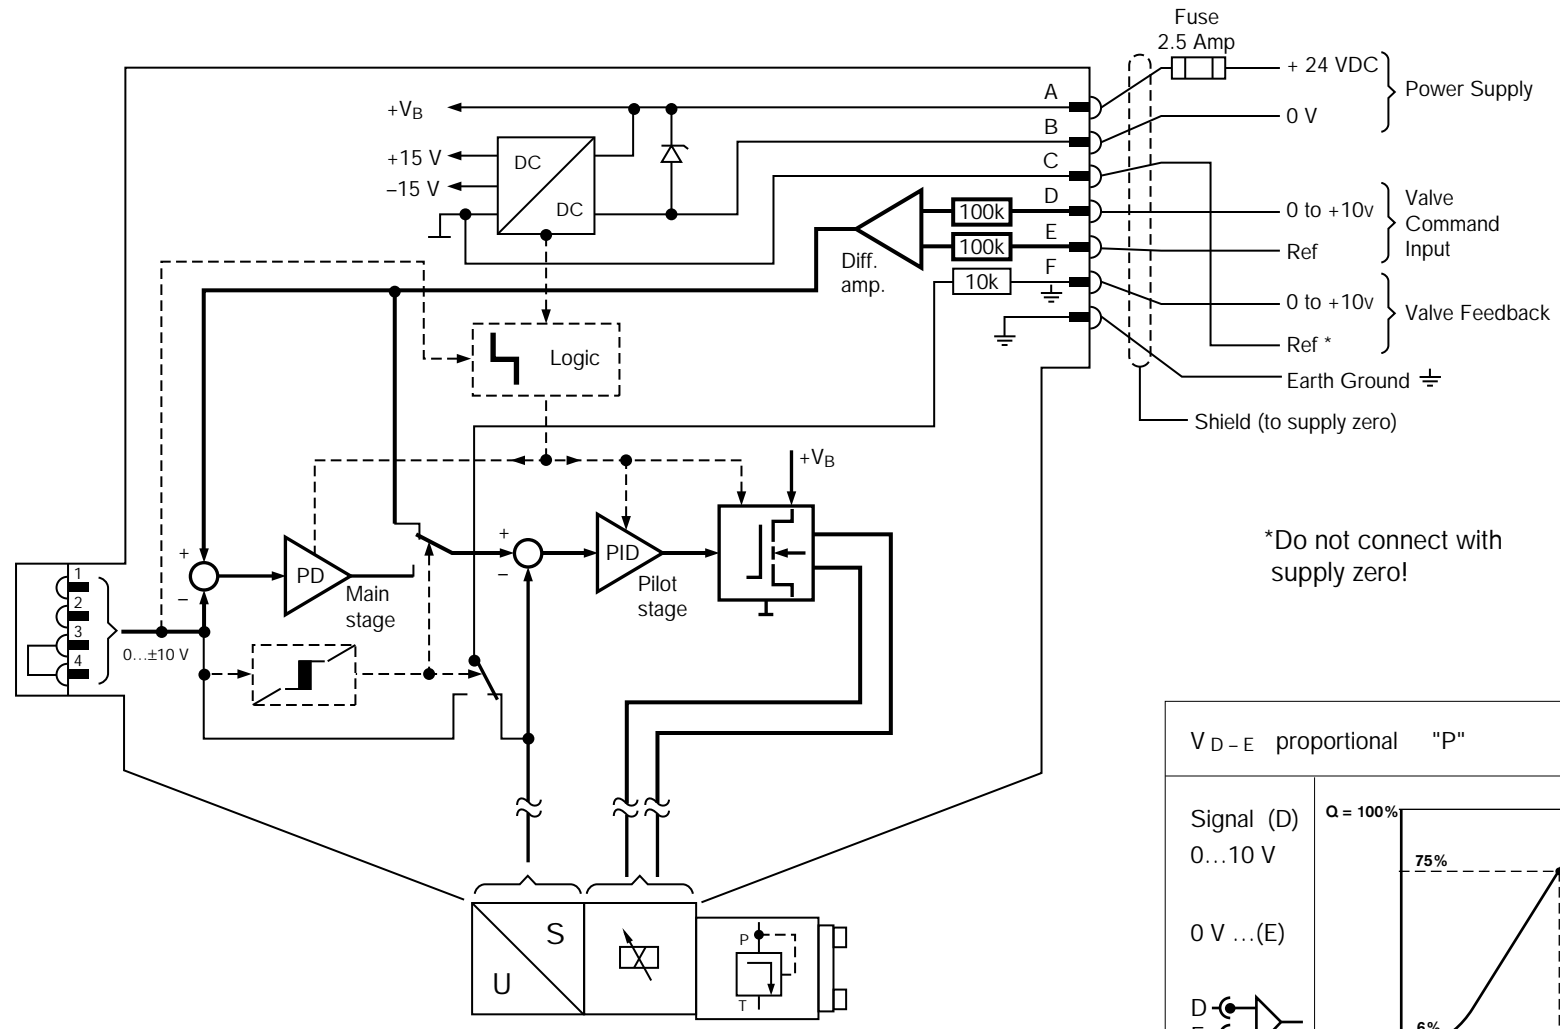 Fuse
2.5 Amp
+ 24 VDC
Power Supply
0 V
A
B
C
D
E
F
+VB
+15 V
–15 V
DC
DC
100k
100k
10k
Diff.
amp.
0 to +10v
Ref
Valve
Command
Input
0 to +10v
Ref *
Valve Feedback
Earth Ground
Shield (to supply zero)
Logic
+VB
+
–
PD
Main
stage
+
–
PID
Pilot
stage
1
2
3
4
0...±10 V
*Do not connect with
supply zero!
S
U
P
T
V D – E proportional "P"
Signal (D)
0...10 V
0 V ...(E)
D
Q = 100%
75%
6%